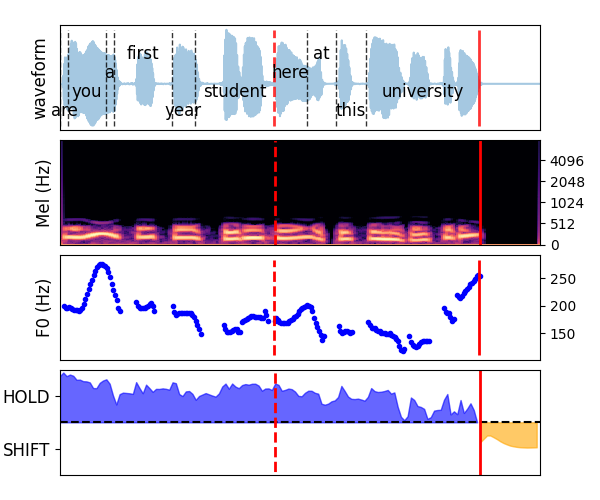 waveform
are you a first year student here at this university
Mel (Hz)
4096
2048
1024
512
0
F0 (Hz)
250
200
150
HOLD
SHIFT